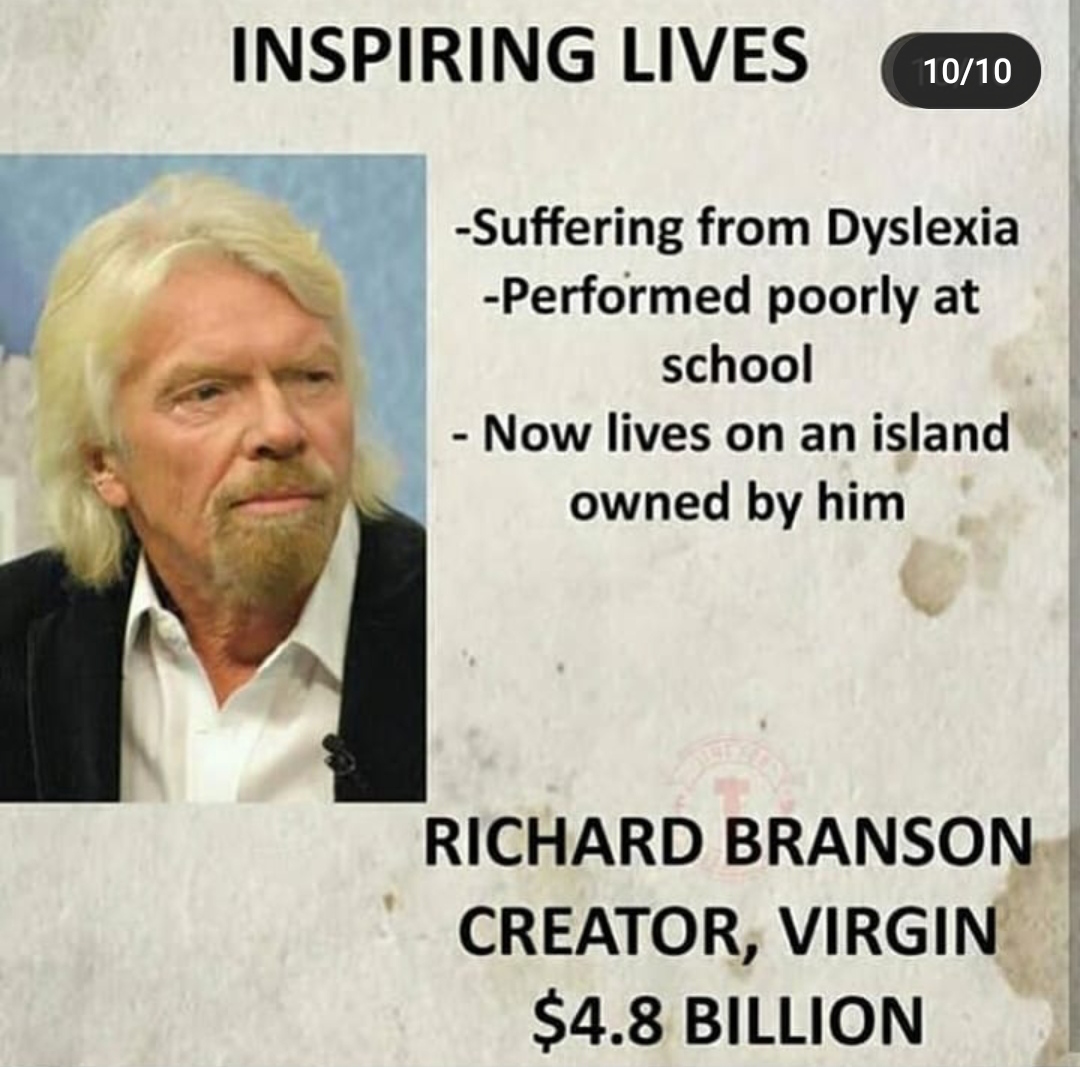 INSPIRING LIVES
10/10
-Suffering from Dyslexia
-Performed poorly at
school
- Now lives on an island
owned by him
RICHARD BRANSON
CREATOR, VIRGIN
$4.8 BILLION